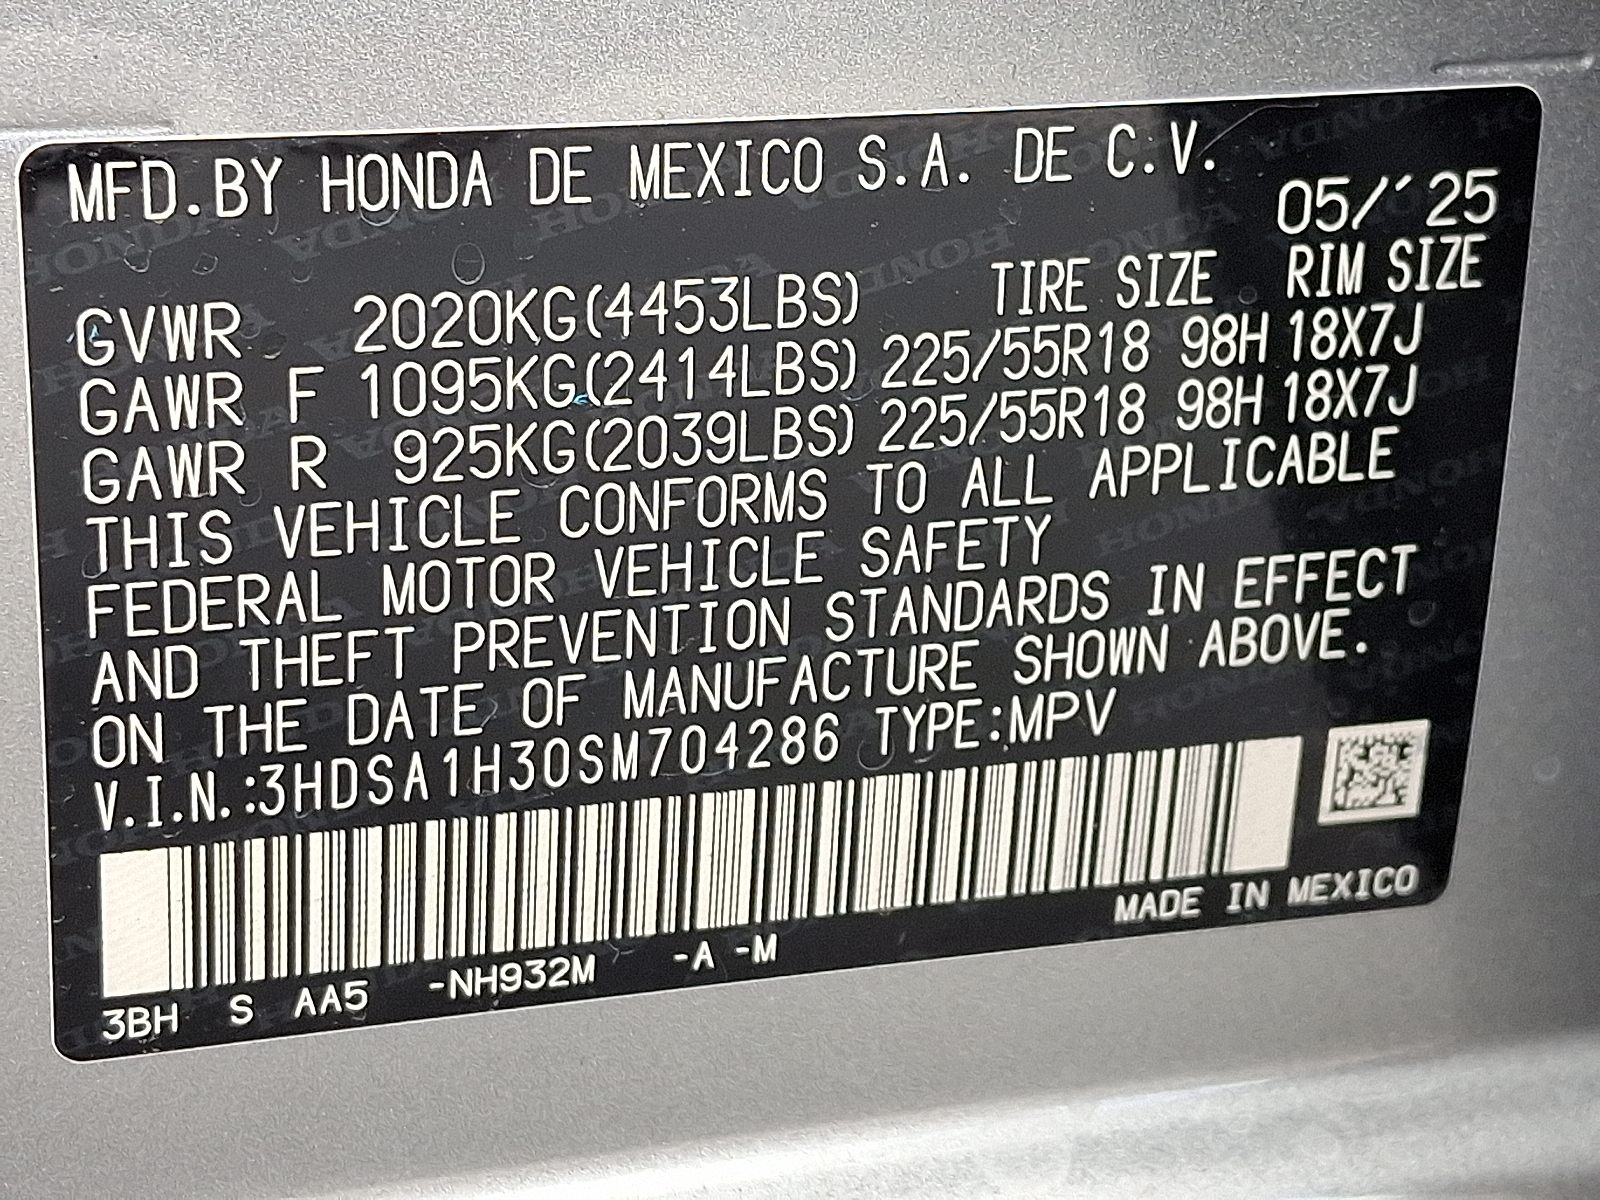 MFD.BY HONDA DE MEXICO S.A. DE C.V.
05/'25
GVWR 2020KG(4453LBS) TIRE SIZE RIM SIZE
GAWR F 1095KG(2414LBS) 225/55R18 98H 18X7J
GAWR R 925KG(2039LBS) 225/55R18 98H 18X7J
THIS VEHICLE CONFORMS TO ALL APPLICABLE
FEDERAL MOTOR VEHICLE SAFETY
AND THEFT PREVENTION STANDARDS IN EFFECT
ON THE DATE OF MANUFACTURE SHOWN ABOVE.
V.I.N.:3HDSA1H30SM704286 TYPE:MPV
MADE IN MEXICO
3BH S AA5 -NH932M -A -M